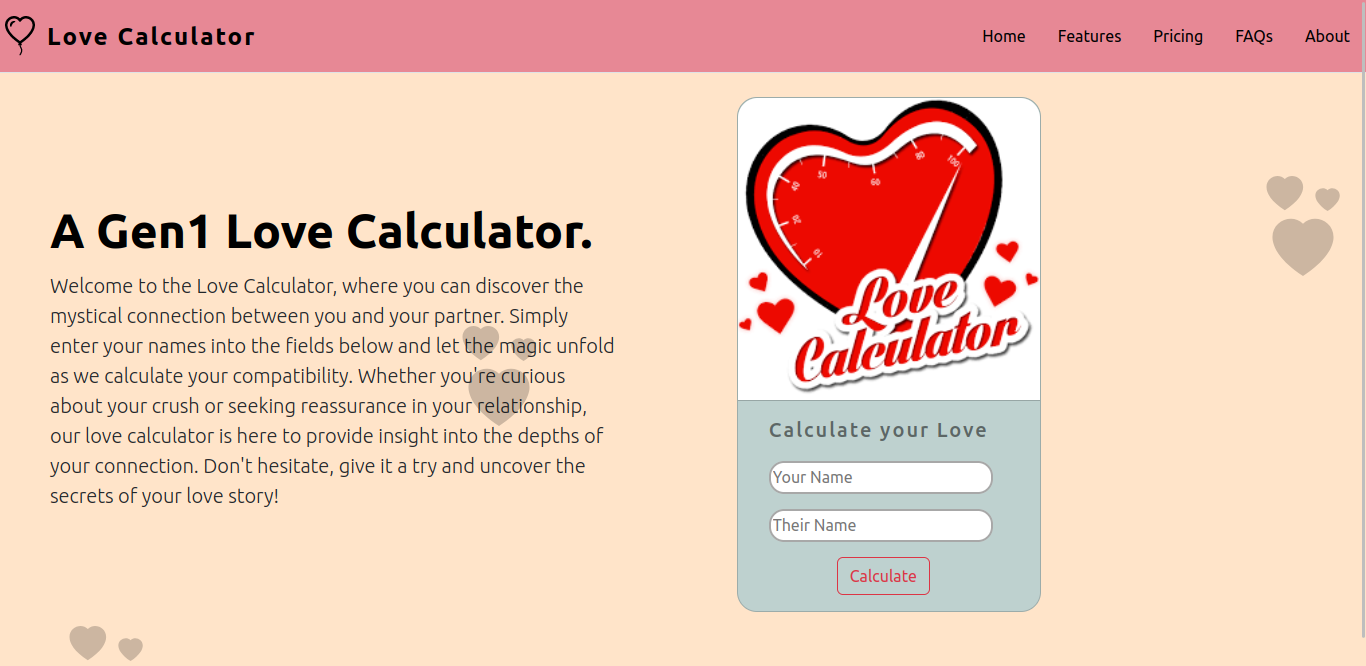 Love Calculator
Home
Features
Pricing
FAQs
About
A Gen1 Love Calculator.
Welcome to the Love Calculator, where you can discover the
mystical connection between you and your partner. Simply
enter your names into the fields below and let the magic unfold
as we calculate your compatibility. Whether you're curious
about your crush or seeking reassurance in your relationship,
our love calculator is here to provide insight into the depths of
your connection. Don't hesitate, give it a try and uncover the
secrets of your love story!
10
20
40
50
60
80
100
Love
Calculator
Calculate your Love
Your Name
Their Name
Calculate